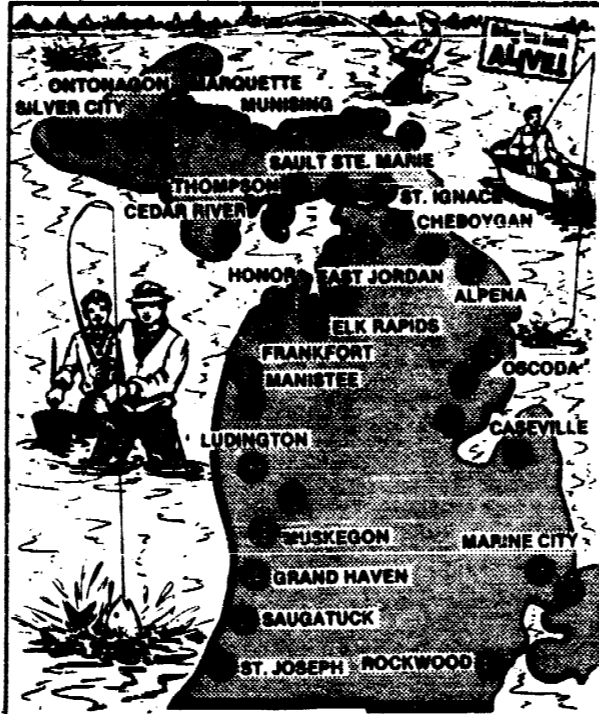 ALIVE!
ONTONAGON
MARQUETTE
SILVER CITY
MUNISING
SAULT STE. MARIE
THOMPSON
ST. IGNACE
CEDAR RIVER
CHEBOYGAN
HONOR
EAST JORDAN
ALPENA
ELK RAPIDS
FRANKFORT
OSCODA
MANISTEE
CASEVILLE
LUDINGTON
MUSKEGON
MARINE CITY
GRAND HAVEN
SAUGATUCK
ST. JOSEPH
ROCKWOOD